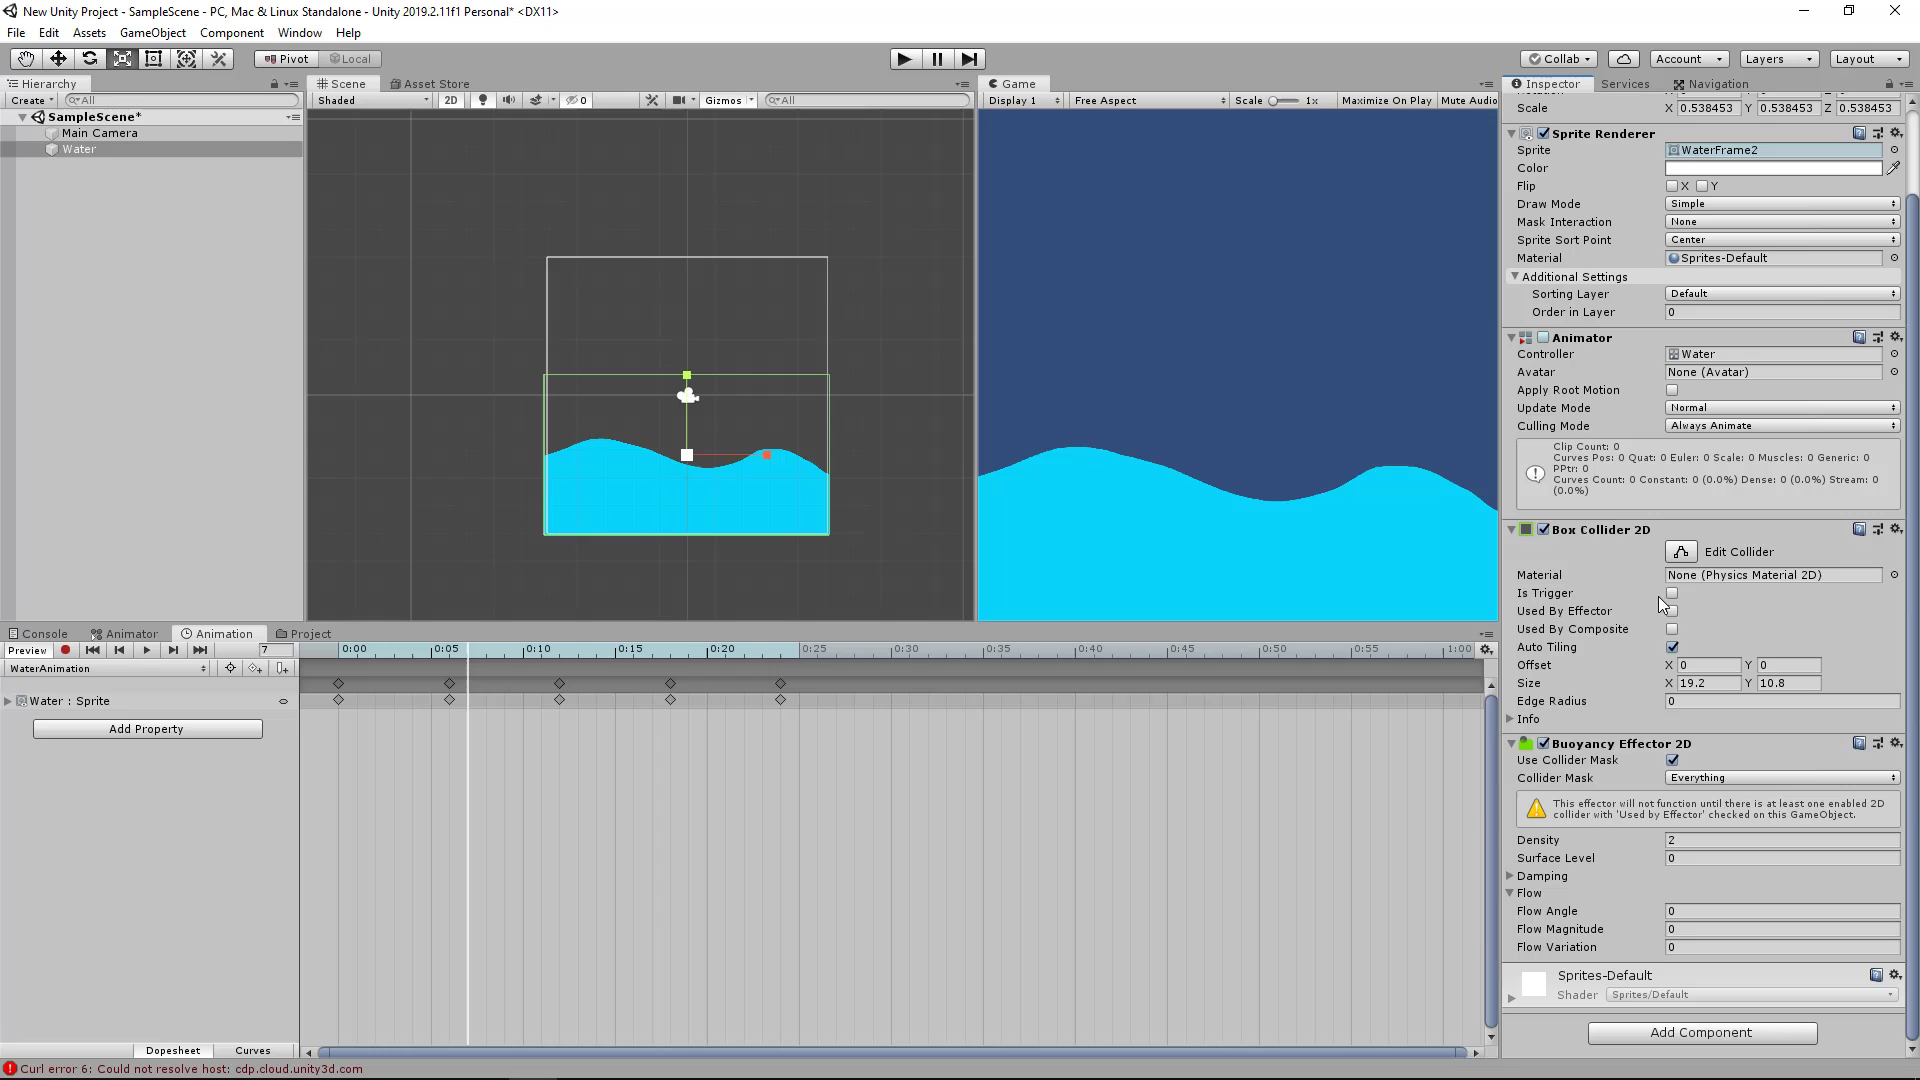 New Unity Project - SampleScene - PC, Mac & Linux Standalone - Unity 2019.2.11f1 Personal* <DX11>
File Edit Assets GameObject Component Window Help
Pivot Local Collab Account Layers Layout
Hierarchy Scene Asset Store Game Inspector Services Navigation
Create All Shaded 2D 0 Gizmos All Display 1 Free Aspect Scale 1x Maximize On Play Mute Audio
SampleScene*
Main Camera
Water
Scale X 0.538453 Y 0.538453 Z 0.538453
Sprite Renderer
Sprite WaterFrame2
Color
Flip X Y
Draw Mode Simple
Mask Interaction None
Sprite Sort Point Center
Material Sprites-Default
Additional Settings
Sorting Layer Default
Order in Layer 0
Animator
Controller Water
Avatar None (Avatar)
Apply Root Motion
Update Mode Normal
Culling Mode Always Animate
Clip Count: 0
Curves Pos: 0 Quat: 0 Euler: 0 Scale: 0 Muscles: 0 Generic: 0
PPtr: 0
Curves Count: 0 Constant: 0 (0.0%) Dense: 0 (0.0%) Stream: 0
(0.0%)
Box Collider 2D
Edit Collider
Material None (Physics Material 2D)
Is Trigger
Used By Effector
Used By Composite
Auto Tiling
Offset X 0 Y 0
Size X 19.2 Y 10.8
Edge Radius 0
Info
Buoyancy Effector 2D
Use Collider Mask
Collider Mask Everything
This effector will not function until there is at least one enabled 2D
collider with 'Used by Effector' checked on this GameObject.
Density 2
Surface Level 0
Damping
Flow
Flow Angle 0
Flow Magnitude 0
Flow Variation 0
Sprites-Default
Shader Sprites/Default
Add Component
Console Animator Animation Project
Preview 7 0:00 0:05 0:10 0:15 0:20 0:25 0:30 0:35 0:40 0:45 0:50 0:55 1:00
WaterAnimation
Water : Sprite
Add Property
Dopesheet Curves
Curl error 6: Could not resolve host: cdp.cloud.unity3d.com